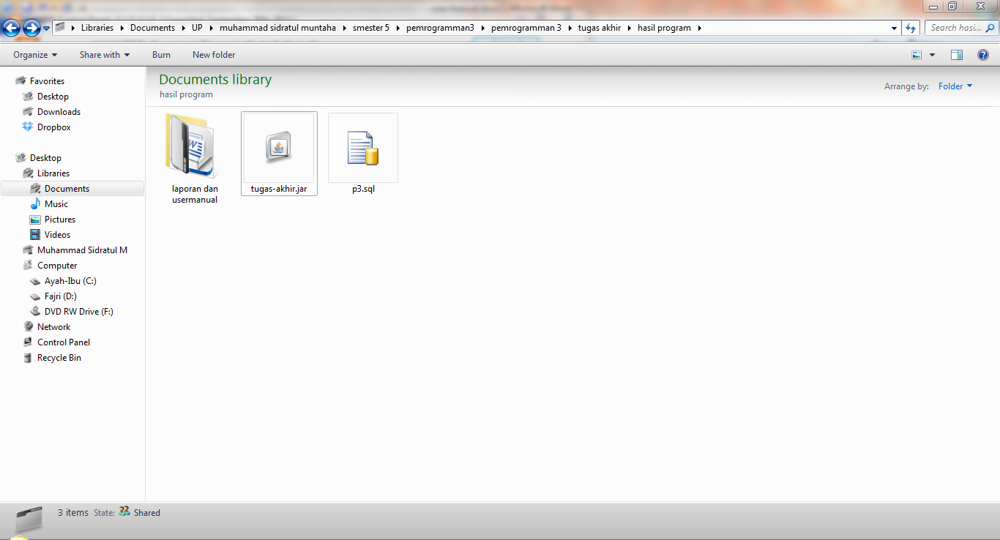 Libraries Documents UP muhammad sidratul muntaha smester 5 pemrogramman3 pemrogramman 3 tugas akhir hasil program Search hasi...
Organize Share with Burn New folder
Favorites
Desktop
Downloads
Dropbox
Desktop
Libraries
Documents
Music
Pictures
Videos
Muhammad Sidratul M
Computer
Ayah-Ibu (C:)
Fajri (D:)
DVD RW Drive (F:)
Network
Control Panel
Recycle Bin
Documents library
hasil program
Arrange by: Folder
laporan dan
usermanual
tugas-akhir.jar
p3.sql
3 items State: Shared